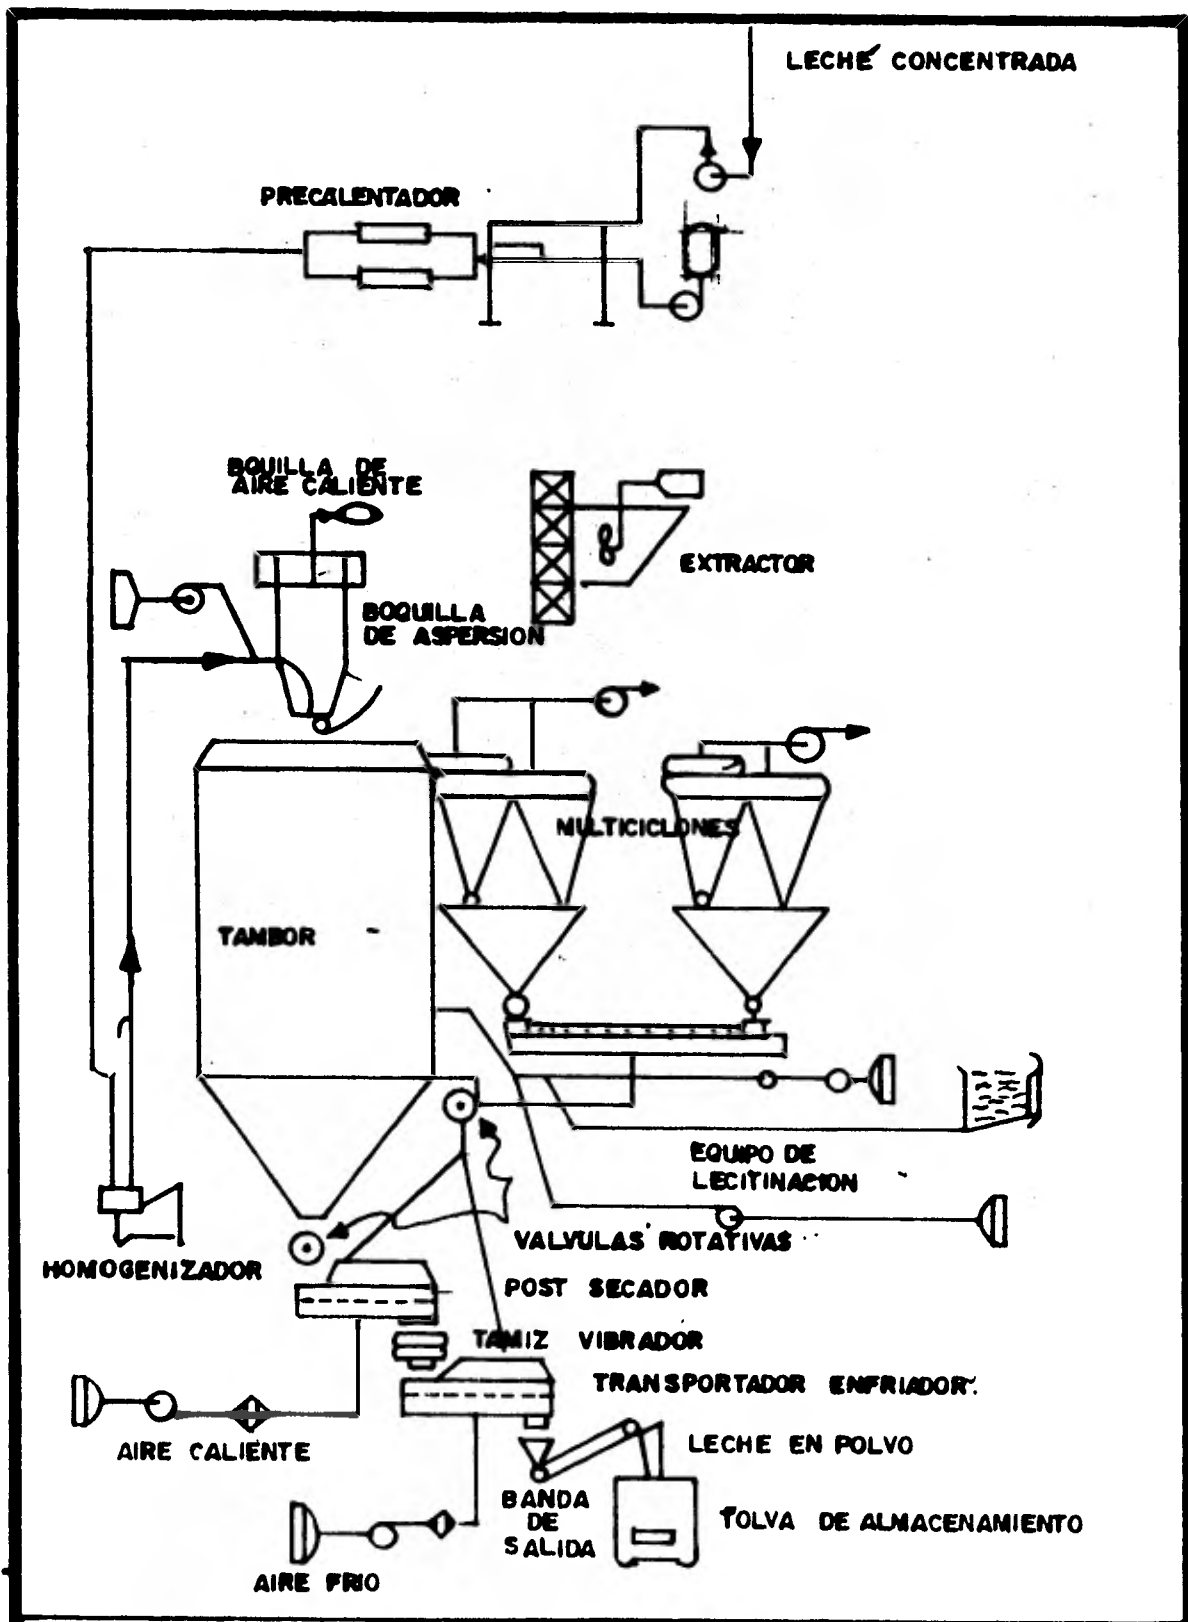 LECHE CONCENTRADA
PRECALENTADOR
BQUILLA DE
AIRE CALIENTE
EXTRACTOR
BOQUILLA
DE ASPERSION
MULTICICLONES
TAMBOR
EQUIPO DE
LECITINACION
VALVULAS ROTATIVAS
HOMOGENIZADOR
POST SECADOR
TAMIZ VIBRADOR
TRANSPORTADOR ENFRIADOR.
AIRE CALIENTE
LECHE EN POLVO
BANDA
DE
SALIDA
TOLVA DE ALMACENAMIENTO
AIRE FRIO